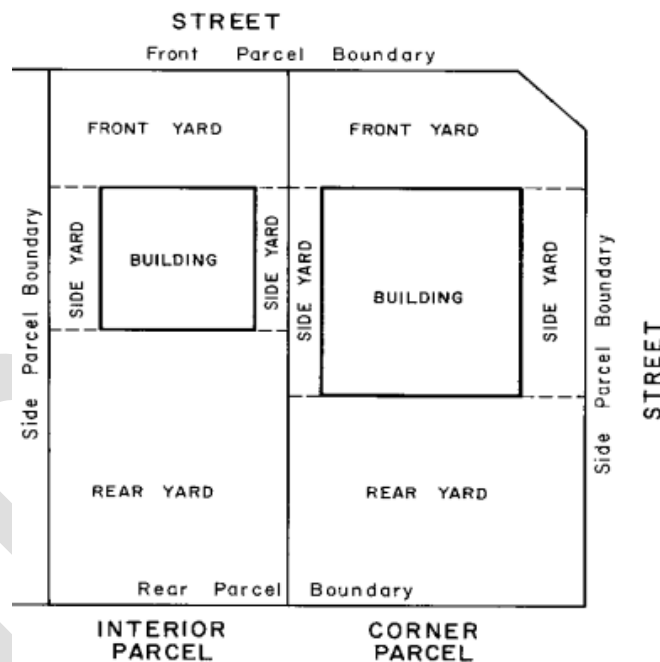 STREET
Front Parcel Boundary
FRONT YARD
FRONT YARD
Side Parcel Boundary
SIDE YARD
BUILDING
SIDE YARD
SIDE YARD
BUILDING
SIDE YARD
Side Parcel Boundary
STREET
REAR YARD
REAR YARD
Rear Parcel Boundary
INTERIOR
PARCEL
CORNER
PARCEL